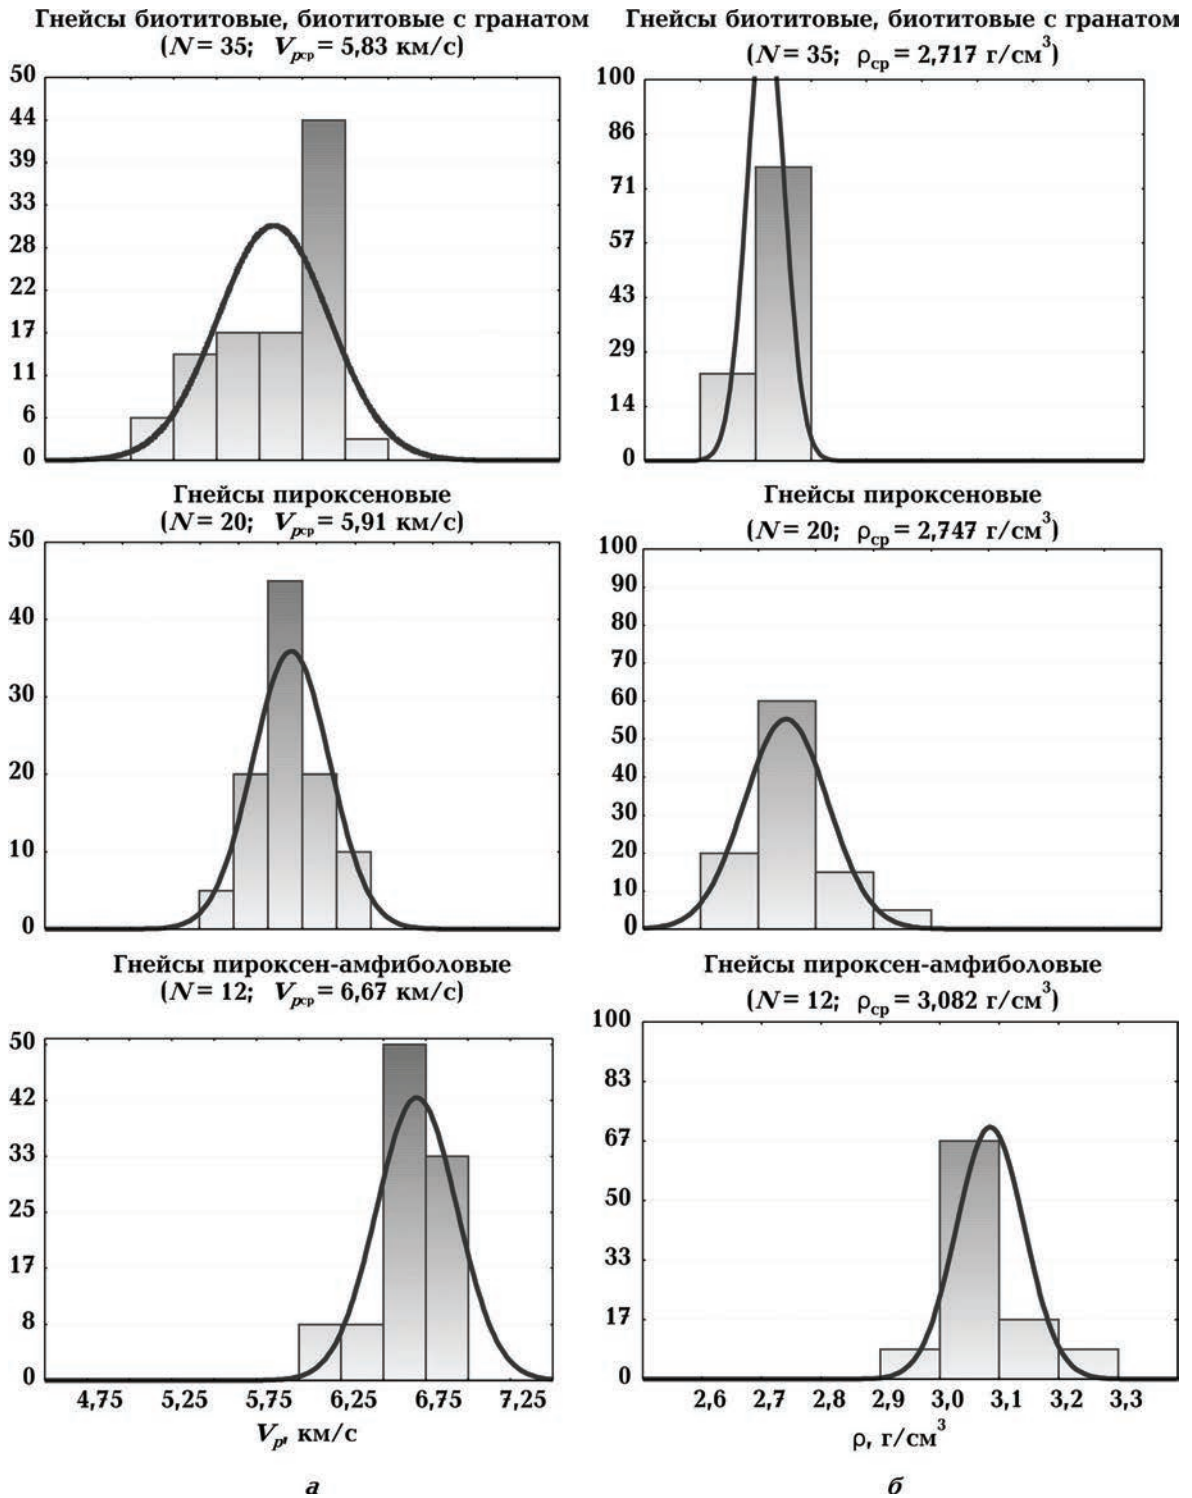 Гнейсы биотитовые, биотитовые с гранатом
(N = 35; Vpср = 5,83 км/с)
50
44
39
33
28
22
17
11
6
0
Гнейсы биотитовые, биотитовые с гранатом
(N = 35; ρср = 2,717 г/см³)
100
86
71
57
43
29
14
0
Гнейсы пироксеновые
(N = 20; Vpср = 5,91 км/с)
50
40
30
20
10
0
Гнейсы пироксеновые
(N = 20; ρср = 2,747 г/см³)
100
90
80
70
60
50
40
30
20
10
0
Гнейсы пироксен-амфиболовые
(N = 12; Vpср = 6,67 км/с)
50
42
33
25
17
8
0
4,75 5,25 5,75 6,25 6,75 7,25
Vp, км/с
а
Гнейсы пироксен-амфиболовые
(N = 12; ρср = 3,082 г/см³)
100
83
67
50
33
17
0
2,6 2,7 2,8 2,9 3,0 3,1 3,2 3,3
ρ, г/см³
б